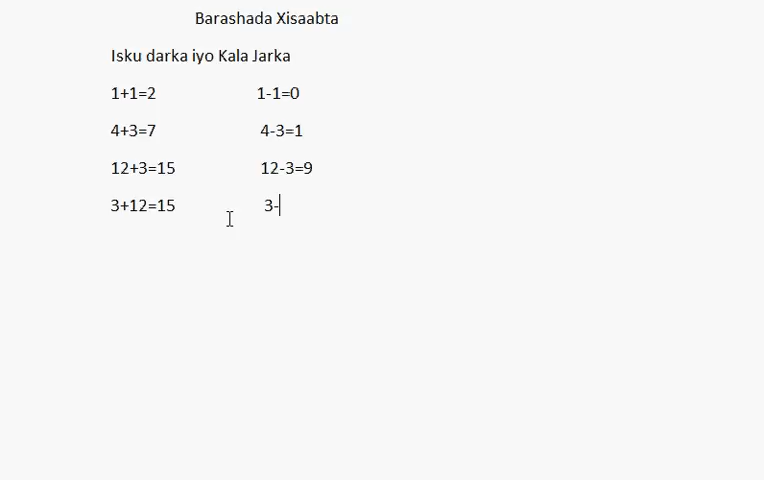 Barashada Xisaabta
Isku darka iyo Kala Jarka
1+1=2 1-1=0
4+3=7 4-3=1
12+3=15 12-3=9
3+12=15 3-